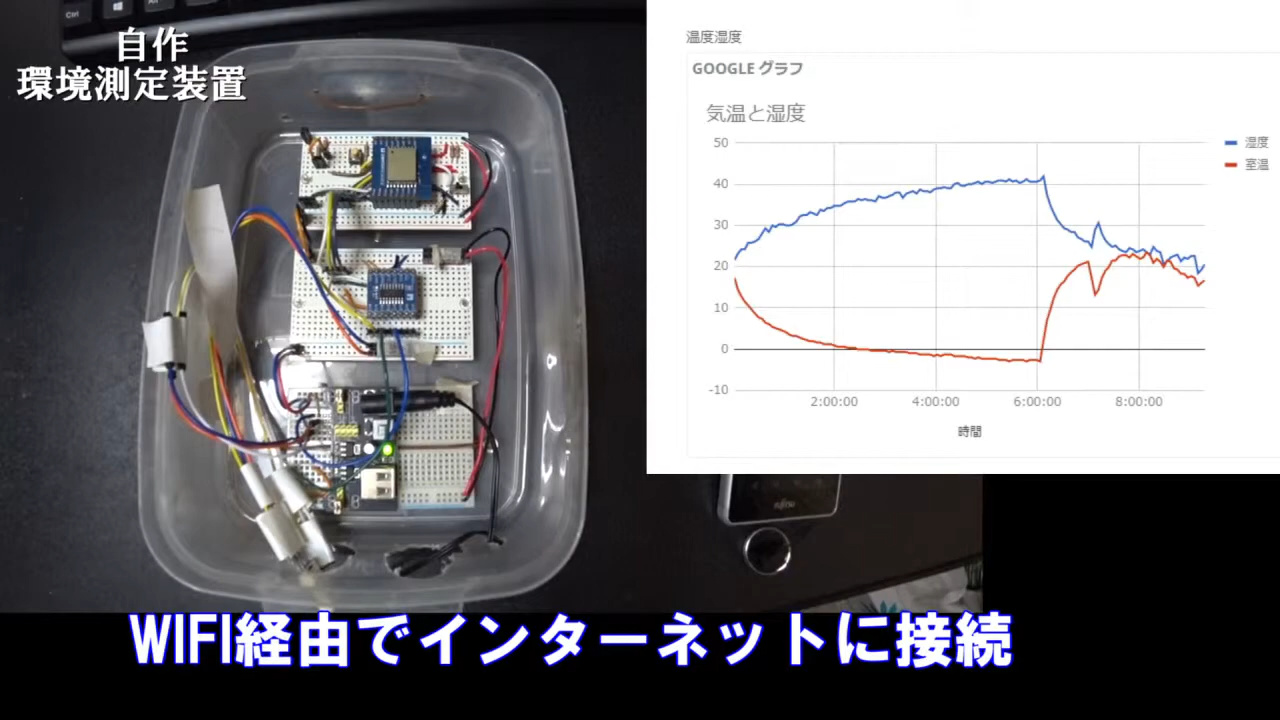 Ctrl
自作
環境測定装置
温度湿度
GOOGLE グラフ
気温と湿度
50
40
30
20
10
0
-10
湿度
室温
2:00:00
4:00:00
6:00:00
8:00:00
時間
FUJITSU
WIFI経由でインターネットに接続